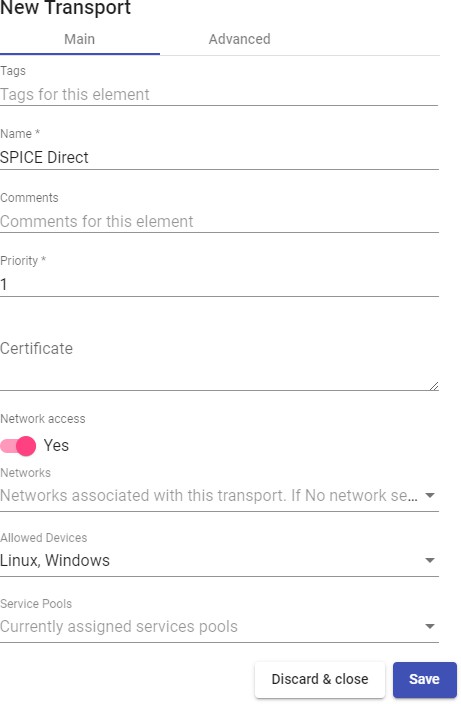 New Transport
Main Advanced
Tags
Tags for this element
Name *
SPICE Direct
Comments
Comments for this element
Priority *
1
Certificate
Network access
Yes
Networks
Networks associated with this transport. If No network se...
Allowed Devices
Linux, Windows
Service Pools
Currently assigned services pools
Discard & close Save